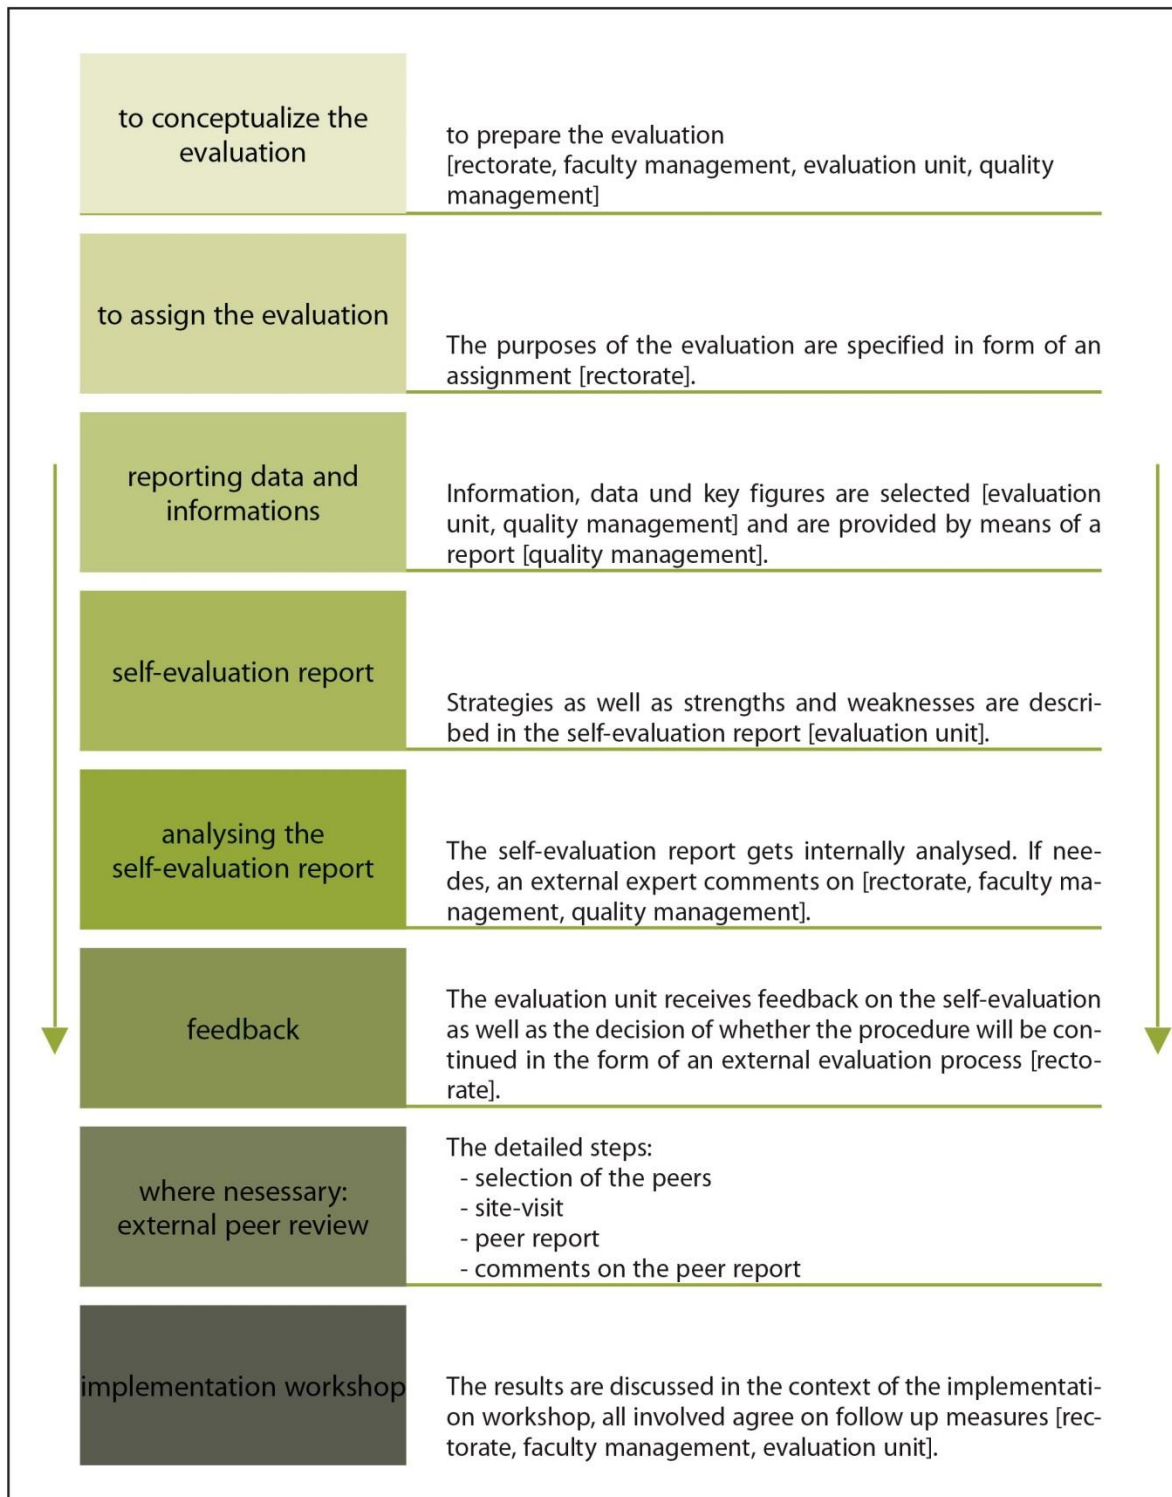 to conceptualize the
evaluation
to prepare the evaluation
[rectorate, faculty management, evaluation unit, quality
management]
to assign the evaluation
The purposes of the evaluation are specified in form of an
assignment [rectorate].
reporting data and
informations
Information, data und key figures are selected [evaluation
unit, quality management] and are provided by means of a
report [quality management].
self-evaluation report
Strategies as well as strengths and weaknesses are descri-
bed in the self-evaluation report [evaluation unit].
analysing the
self-evaluation report
The self-evaluation report gets internally analysed. If nee-
des, an external expert comments on [rectorate, faculty ma-
nagement, quality management].
feedback
The evaluation unit receives feedback on the self-evaluation
as well as the decision of whether the procedure will be con-
tinued in the form of an external evaluation process [recto-
rate].
where nesessary:
external peer review
The detailed steps:
- selection of the peers
- site-visit
- peer report
- comments on the peer report
implementation workshop
The results are discussed in the context of the implementati-
on workshop, all involved agree on follow up measures [rec-
torate, faculty management, evaluation unit].